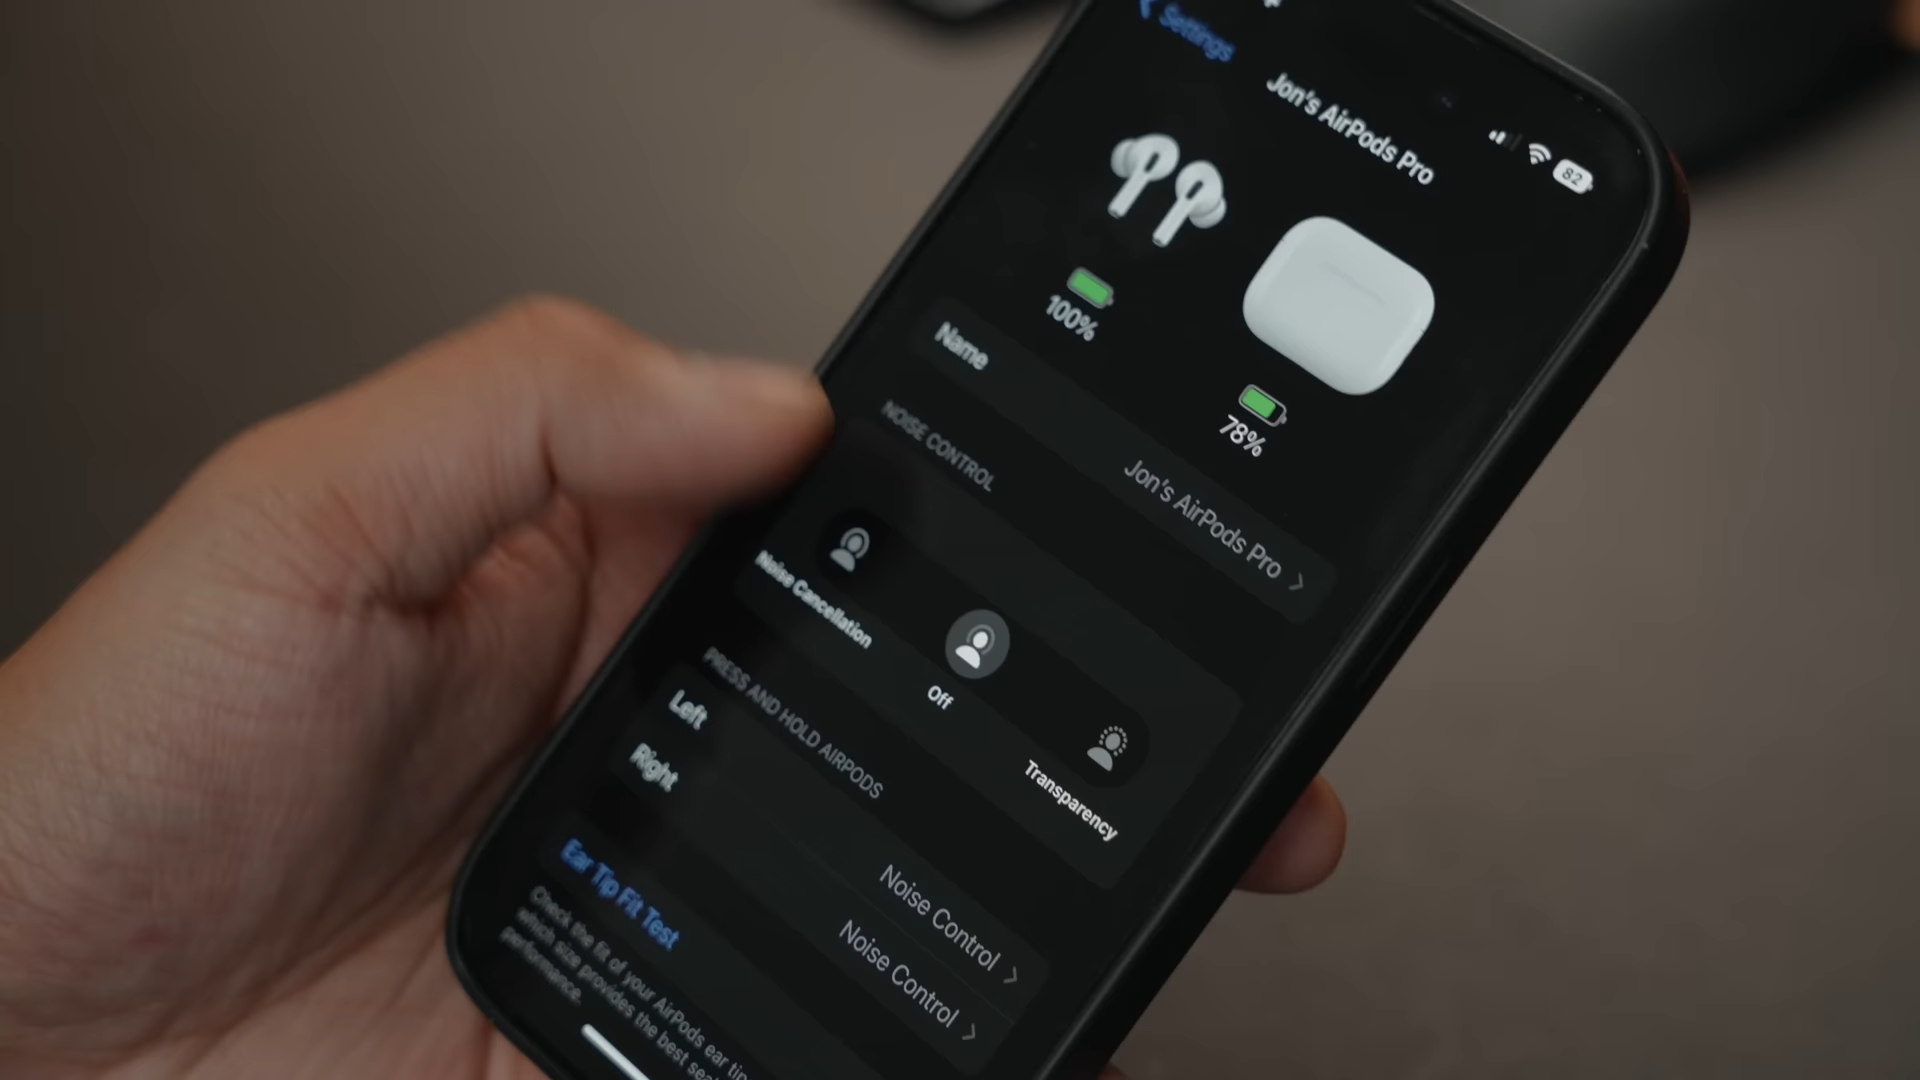 Settings
Jon's AirPods Pro
82
100%
78%
Name
Jon's AirPods Pro
NOISE CONTROL
Noise Cancellation
Off
Transparency
PRESS AND HOLD AIRPODS
Left
Noise Control
Right
Noise Control
Ear Tip Fit Test
Check the fit of your AirPods ear tip
which size provides the best sea
performance.